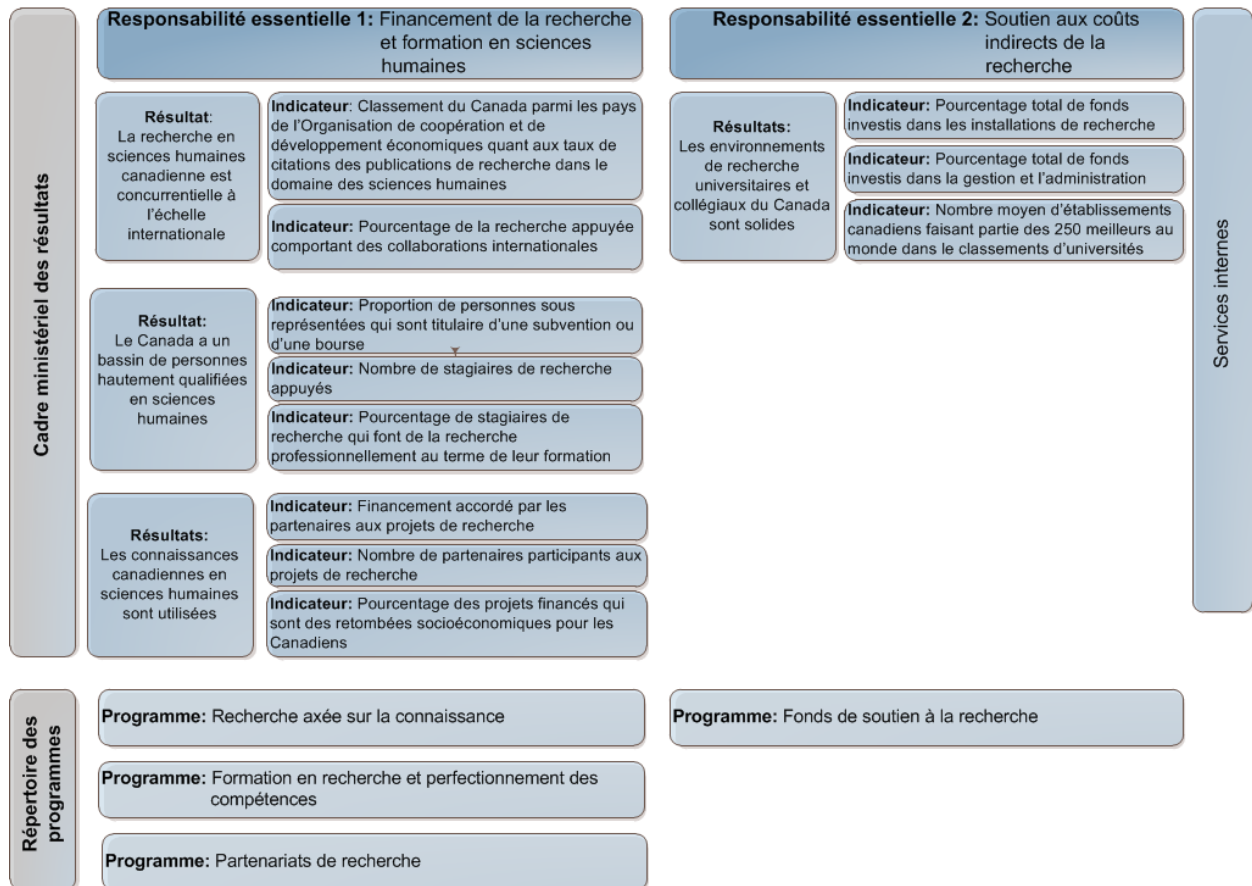 Cadre ministériel des résultats
Responsabilité essentielle 1: Financement de la recherche
et formation en sciences
humaines
Résultat:
La recherche en
sciences humaines
canadienne est
concurrentielle à
l’échelle
internationale
Indicateur: Classement du Canada parmi les pays
de l’Organisation de coopération et de
développement économiques quant aux taux de
citations des publications de recherche dans le
domaine des sciences humaines
Indicateur: Pourcentage de la recherche appuyée
comportant des collaborations internationales
Résultat:
Le Canada a un
bassin de personnes
hautement qualifiées
en sciences
humaines
Indicateur: Proportion de personnes sous
représentées qui sont titulaire d’une subvention ou
d’une bourse
Indicateur: Nombre de stagiaires de recherche
appuyés
Indicateur: Pourcentage de stagiaires de
recherche qui font de la recherche
professionnellement au terme de leur formation
Résultats:
Les connaissances
canadiennes en
sciences humaines
sont utilisées
Indicateur: Financement accordé par les
partenaires aux projets de recherche
Indicateur: Nombre de partenaires participants aux
projets de recherche
Indicateur: Pourcentage des projets financés qui
sont des retombées socioéconomiques pour les
Canadiens
Responsabilité essentielle 2: Soutien aux coûts
indirects de la
recherche
Résultats:
Les environnements
de recherche
universitaires et
collégiaux du Canada
sont solides
Indicateur: Pourcentage total de fonds
investis dans les installations de recherche
Indicateur: Pourcentage total de fonds
investis dans la gestion et l’administration
Indicateur: Nombre moyen d’établissements
canadiens faisant partie des 250 meilleurs au
monde dans le classements d’universités
Services internes
Répertoire des
programmes
Programme: Recherche axée sur la connaissance
Programme: Formation en recherche et perfectionnement des
compétences
Programme: Partenariats de recherche
Programme: Fonds de soutien à la recherche